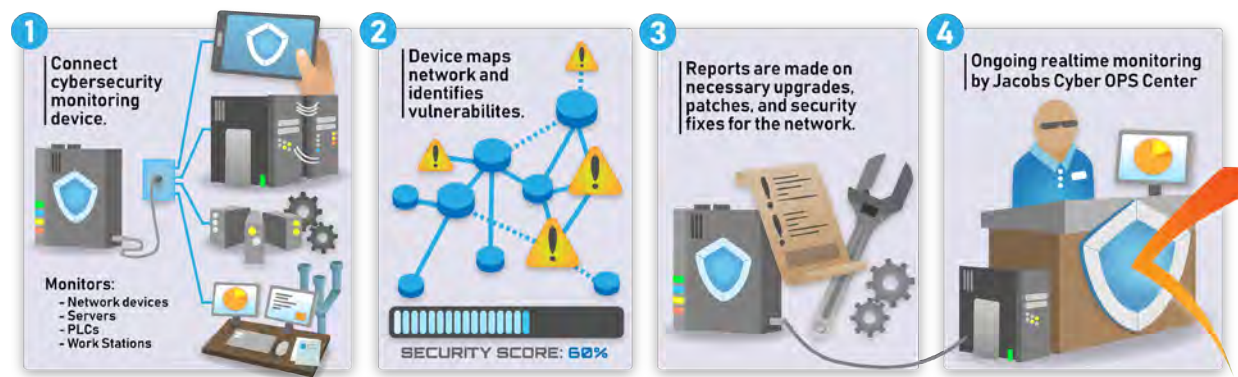 1
Connect
cybersecurity
monitoring
device.
Monitors:
- Network devices
- Servers
- PLCs
- Work Stations
2
Device maps
network and
identifies
vulnerabilites.
SECURITY SCORE: 60%
3
Reports are made on
necessary upgrades,
patches, and security
fixes for the network.
4
Ongoing realtime monitoring
by Jacobs Cyber OPS Center